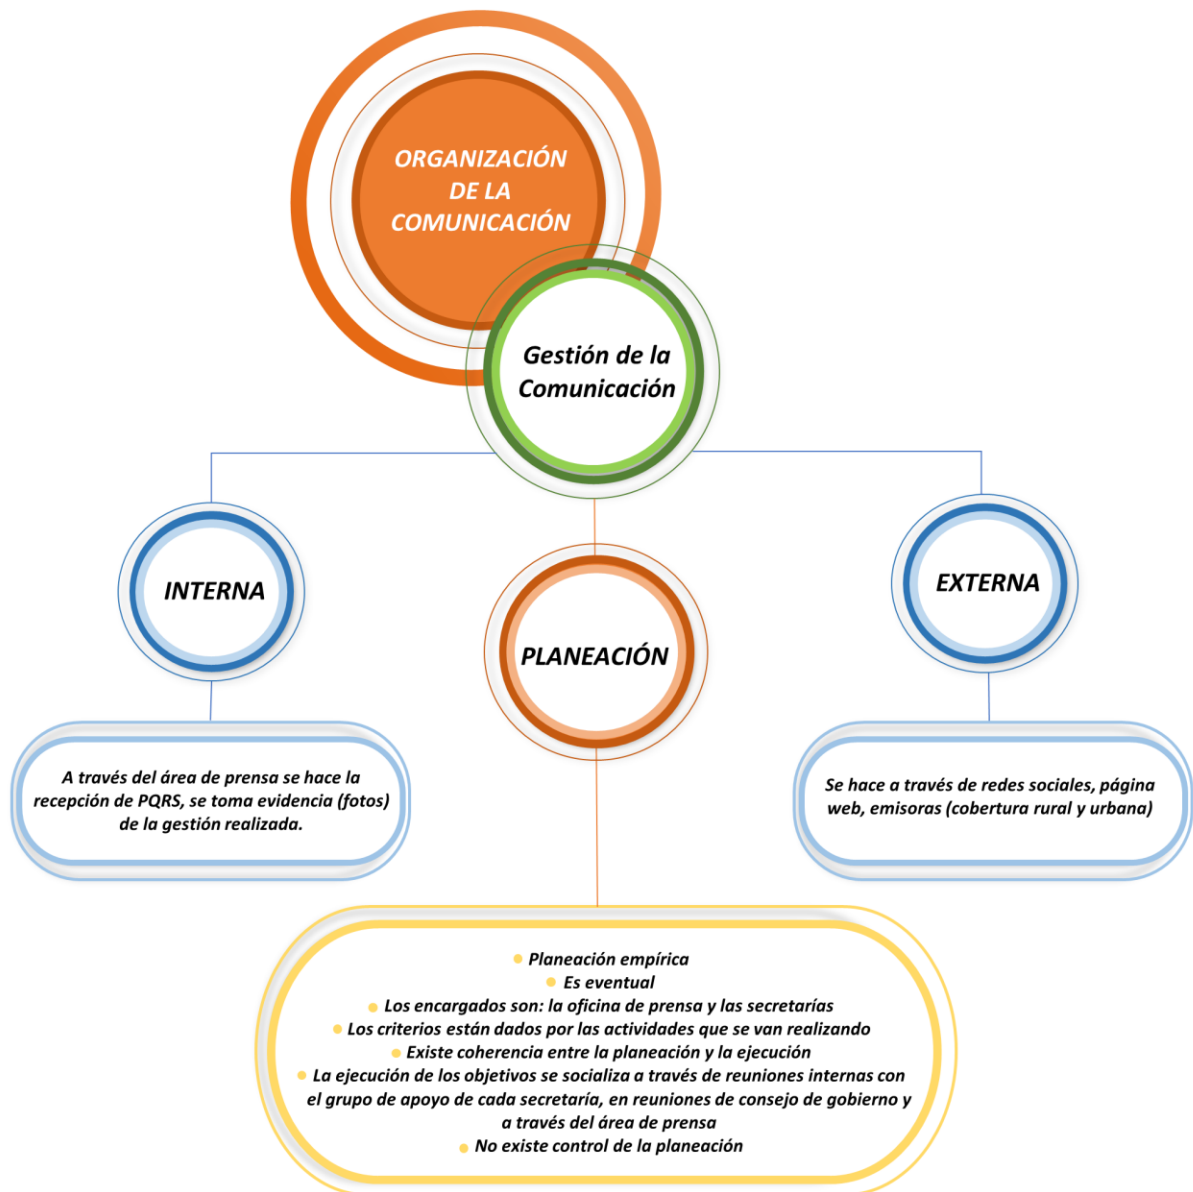 ORGANIZACIÓN
DE LA
COMUNICACIÓN
Gestión de la
Comunicación
INTERNA
PLANEACIÓN
EXTERNA
A través del área de prensa se hace la
recepción de PQRS, se toma evidencia (fotos)
de la gestión realizada.
Se hace a través de redes sociales, página
web, emisoras (cobertura rural y urbana)
Planeación empírica
Es eventual
Los encargados son: la oficina de prensa y las secretarías
Los criterios están dados por las actividades que se van realizando
Existe coherencia entre la planeación y la ejecución
La ejecución de los objetivos se socializa a través de reuniones internas con
el grupo de apoyo de cada secretaría, en reuniones de consejo de gobierno y
a través del área de prensa
No existe control de la planeación